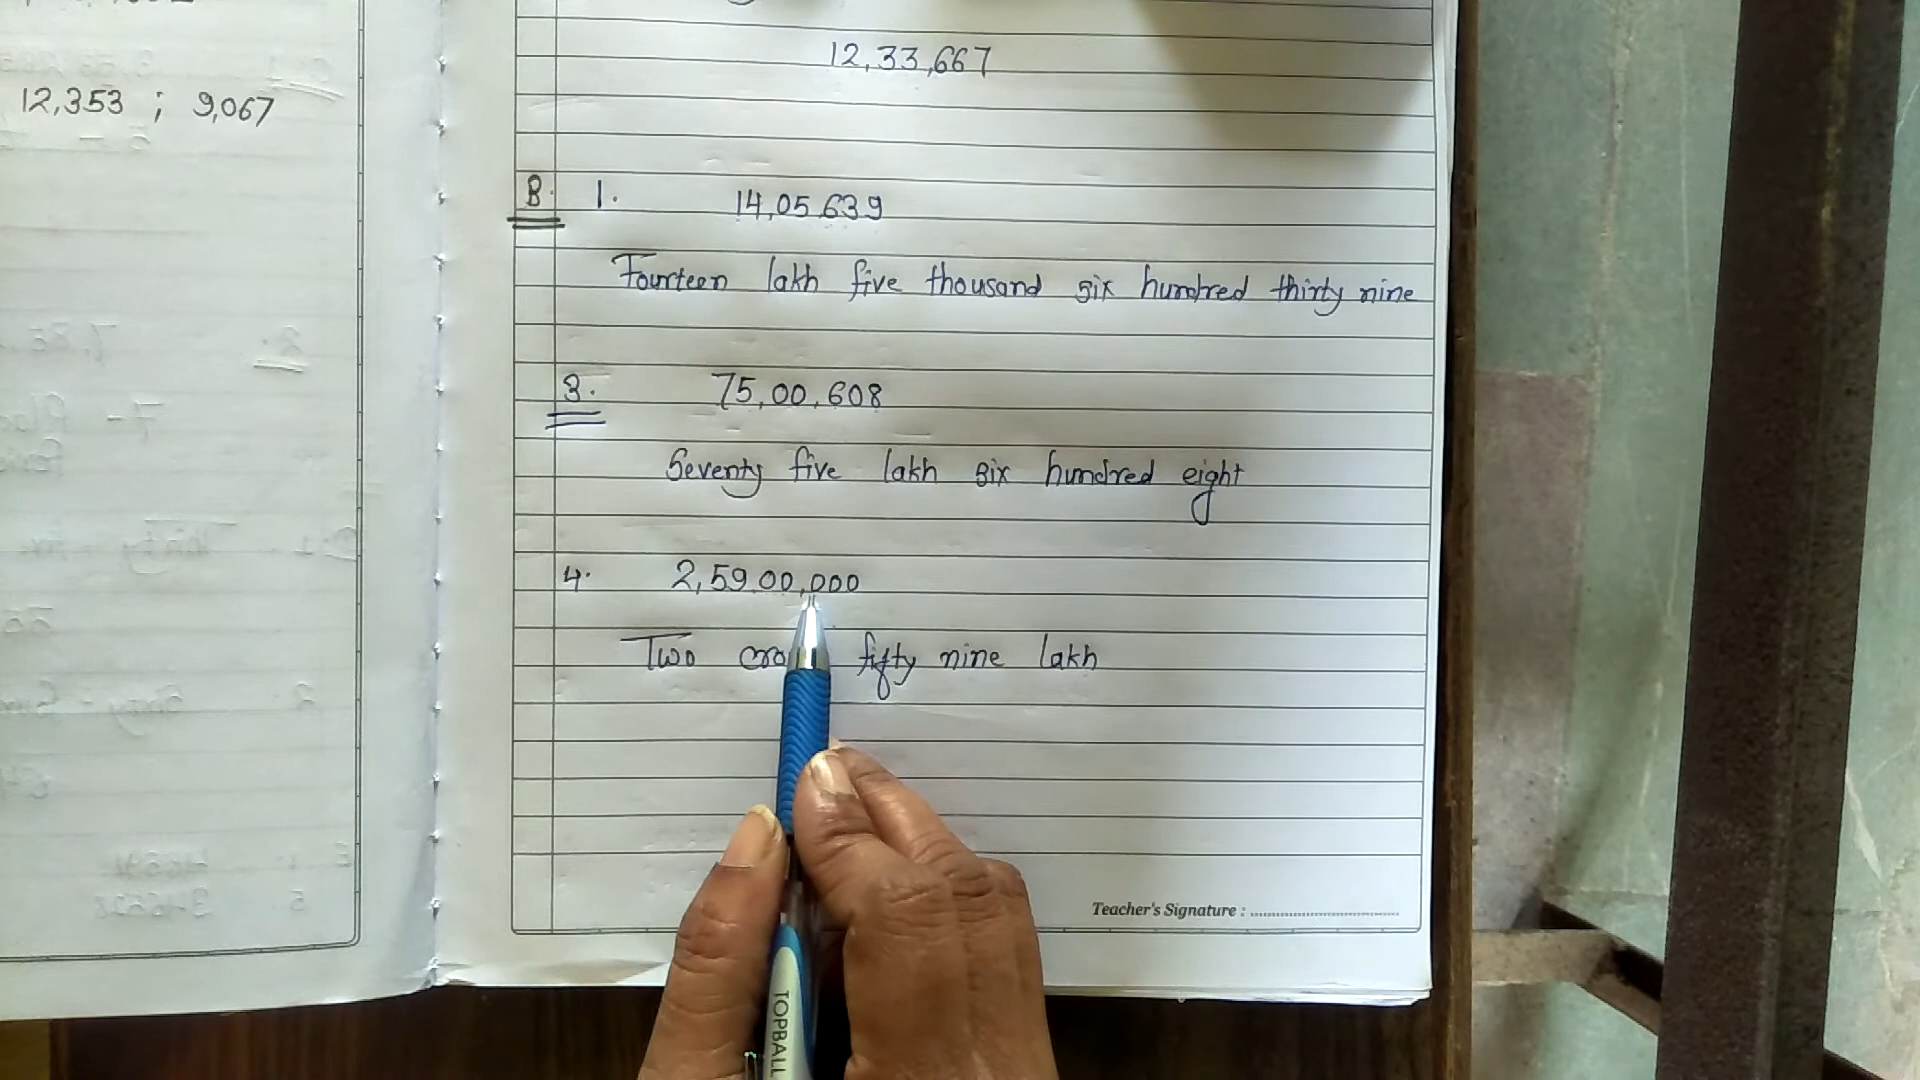 12,353 ; 9,067
12,33,667
B. 1. 14,05,639
Fourteen lakh five thousand six hundred thirty nine
3. 75,00,608
Seventy five lakh six hundred eight
4. 2,59,00,000
Two fifty nine lakh
Teacher's Signature :
TOPBALL